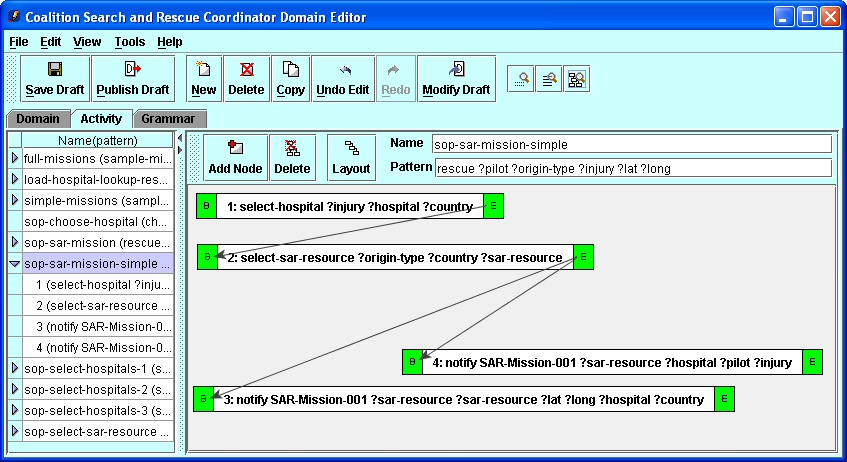 Coalition Search and Rescue Coordinator Domain Editor
File Edit View Tools Help
Save Draft Publish Draft New Delete Copy Undo Edit Redo Modify Draft
Domain Activity Grammar
Name(pattern)
full-missions (sample-mi...
load-hospital-lookup-res...
simple-missions (sampl...
sop-choose-hospital (ch...
sop-sar-mission (rescue...
sop-sar-mission-simple ...
1 (select-hospital ?inju...
2 (select-sar-resource ...
3 (notify SAR-Mission-0...
4 (notify SAR-Mission-0...
sop-select-hospitals-1 (s...
sop-select-hospitals-2 (s...
sop-select-hospitals-3 (s...
sop-select-sar-resource ...
Add Node Delete Layout
Name sop-sar-mission-simple
Pattern rescue ?pilot ?origin-type ?injury ?lat ?long
B 1: select-hospital ?injury ?hospital ?country E
B 2: select-sar-resource ?origin-type ?country ?sar-resource E
B 4: notify SAR-Mission-001 ?sar-resource ?hospital ?pilot ?injury E
B 3: notify SAR-Mission-001 ?sar-resource ?sar-resource ?lat ?long ?hospital ?country E